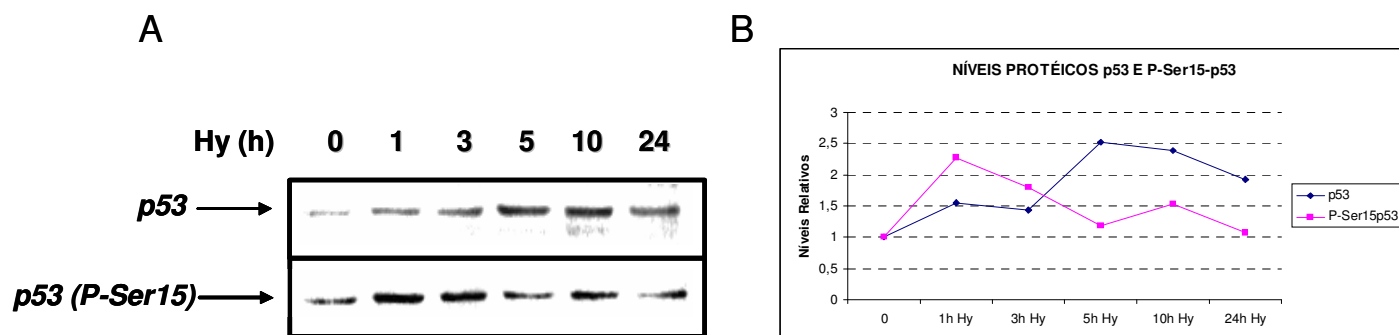 A
Hy (h) 0 1 3 5 10 24
p53
p53 (P-Ser15)
B
NÍVEIS PROTÉICOS p53 E P-Ser15-p53
Níveis Relativos
3
2,5
2
1,5
1
0,5
0
0 1h Hy 3h Hy 5h Hy 10h Hy 24h Hy
p53
P-Ser15p53